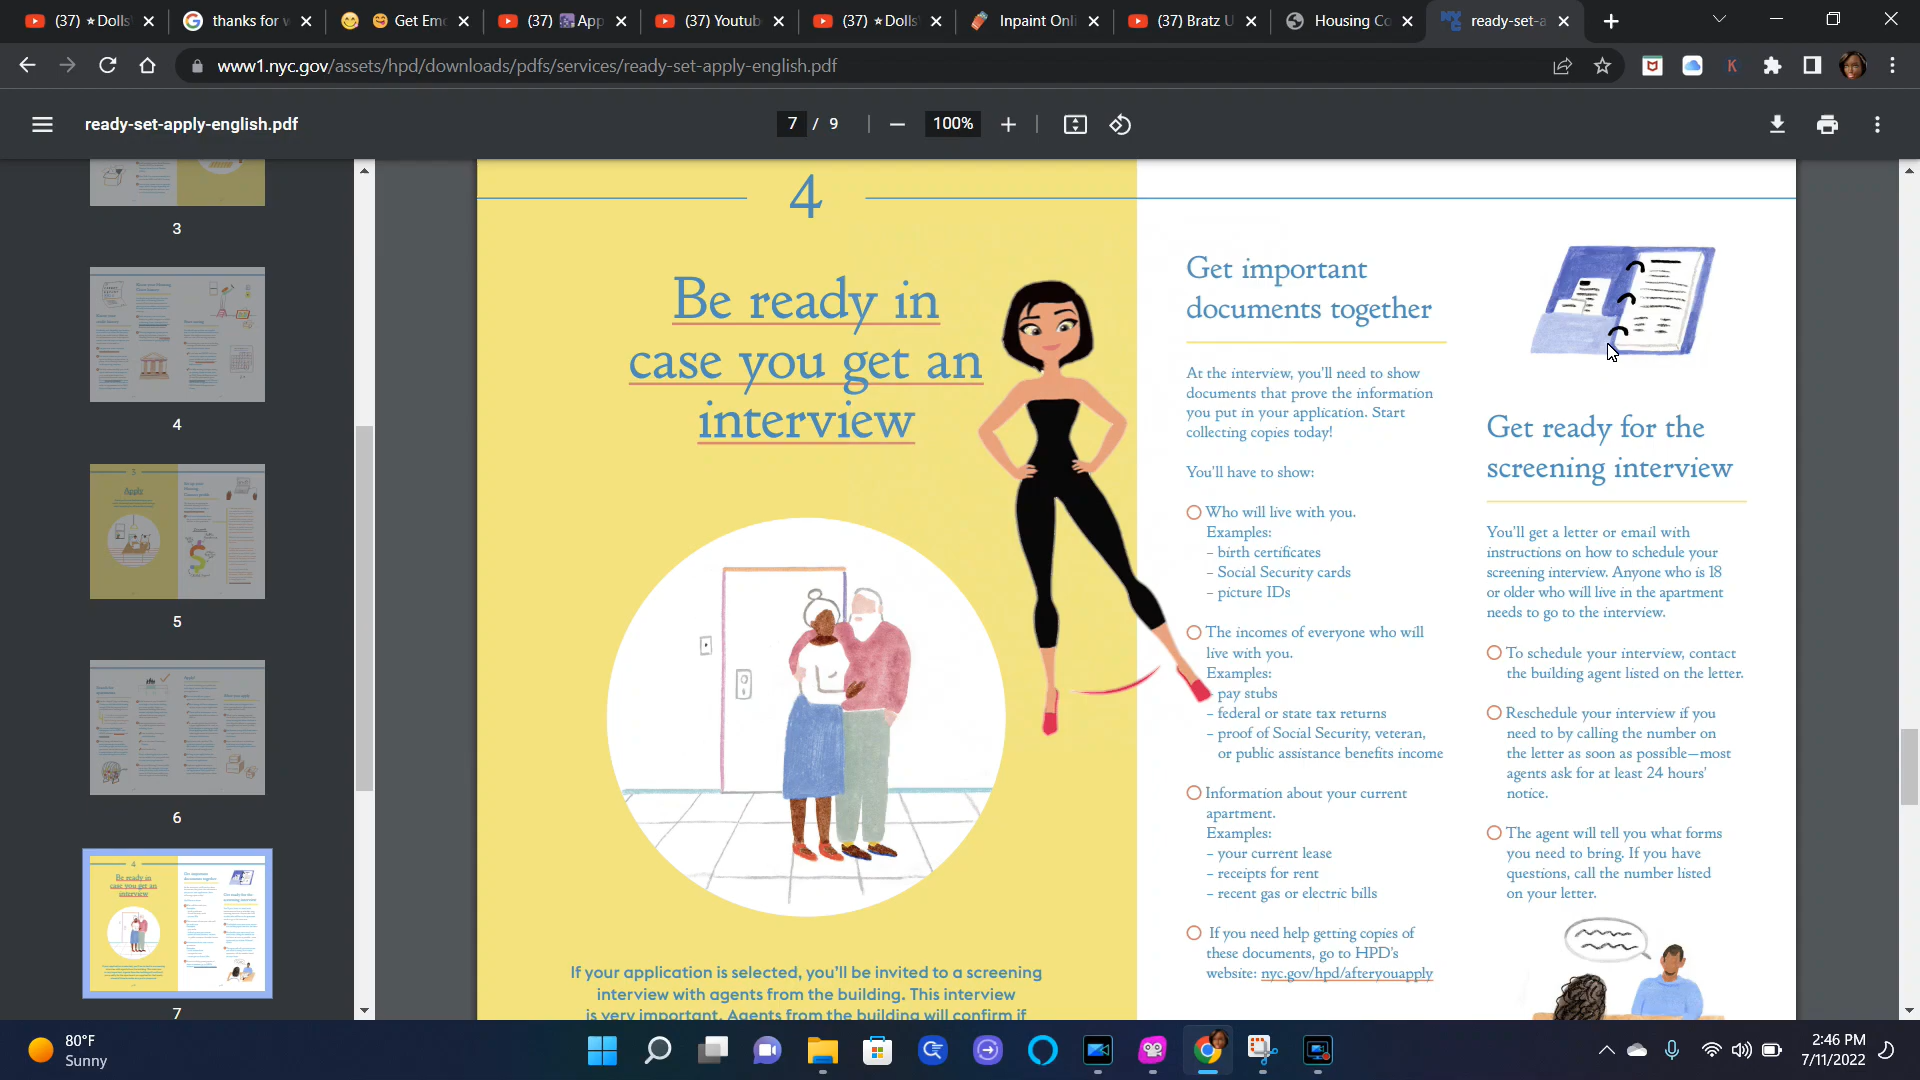 (37) ⭐Dolls
thanks for w
😀 Get Emo
(37) App
(37) Youtub
(37) ⭐Dolls
Inpaint Onli
(37) Bratz U
Housing Co
ready-set-a
www1.nyc.gov/assets/hpd/downloads/pdfs/services/ready-set-apply-english.pdf
K
ready-set-apply-english.pdf
7 / 9
100%
3
4
5
6
7
4
Be ready in
case you get an
interview
If your application is selected, you'll be invited to a screening
interview with agents from the building. This interview
is very important. Agents from the building will confirm if
Get important
documents together
At the interview, you'll need to show
documents that prove the information
you put in your application. Start
collecting copies today!
You'll have to show:
Who will live with you.
Examples:
- birth certificates
- Social Security cards
- picture IDs
The incomes of everyone who will
live with you.
Examples:
- pay stubs
- federal or state tax returns
- proof of Social Security, veteran,
or public assistance benefits income
Information about your current
apartment.
Examples:
- your current lease
- receipts for rent
- recent gas or electric bills
If you need help getting copies of
these documents, go to HPD's
website: nyc.gov/hpd/afteryouapply
Get ready for the
screening interview
You'll get a letter or email with
instructions on how to schedule your
screening interview. Anyone who is 18
or older who will live in the apartment
needs to go to the interview.
To schedule your interview, contact
the building agent listed on the letter.
Reschedule your interview if you
need to by calling the number on
the letter as soon as possible—most
agents ask for at least 24 hours'
notice.
The agent will tell you what forms
you need to bring. If you have
questions, call the number listed
on your letter.
80°F
Sunny
2:46 PM
7/11/2022